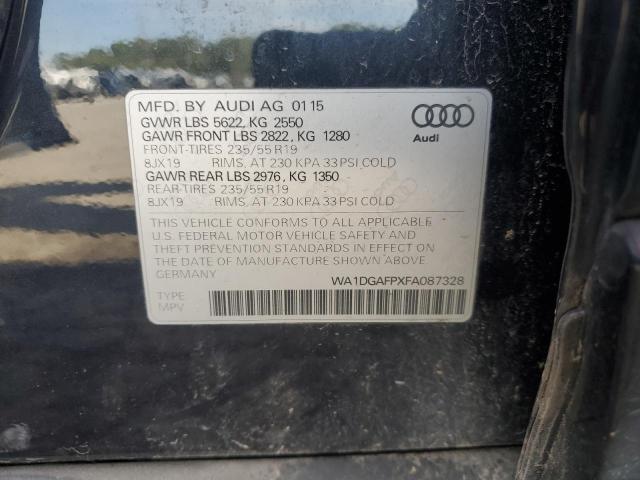 MFD. BY AUDI AG 01 15
GVWR LBS 5622, KG 2550
GAWR FRONT LBS 2822, KG 1280
FRONT-TIRES 235/55 R19
8JX19 RIMS, AT 230 KPA 33 PSI COLD
GAWR REAR LBS 2976, KG 1350
REAR-TIRES 235/55 R19
8JX19 RIMS, AT 230 KPA 33 PSI COLD
Audi
THIS VEHICLE CONFORMS TO ALL APPLICABLE
U.S. FEDERAL MOTOR VEHICLE SAFETY AND
THEFT PREVENTION STANDARDS IN EFFECT ON
THE DATE OF MANUFACTURE SHOWN ABOVE
GERMANY
WA1DGAFPXFA087328
TYPE:
MPV